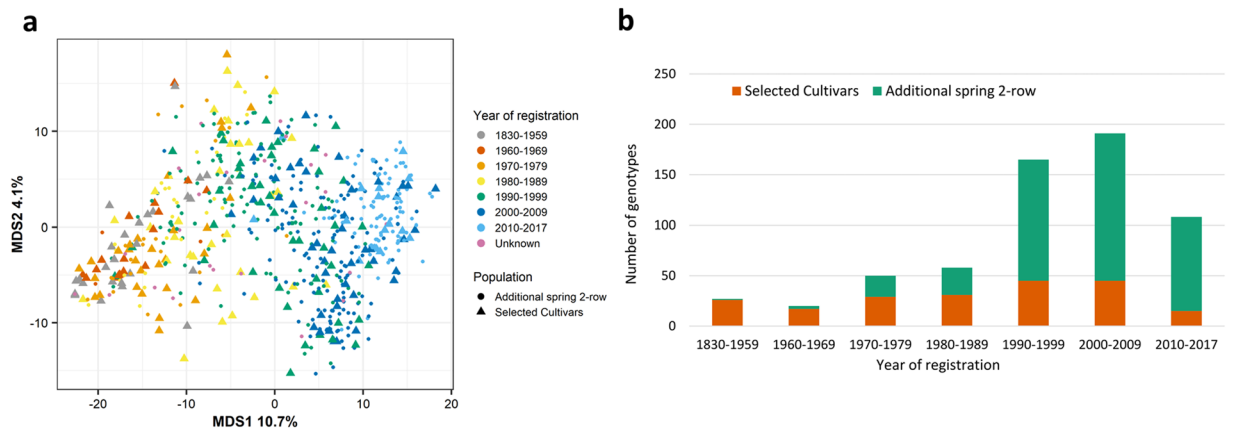 a
MDS2 4.1%
10
0
-10
-20
-10
0
10
20
MDS1 10.7%
Year of registration
1830-1959
1960-1969
1970-1979
1980-1989
1990-1999
2000-2009
2010-2017
Unknown
Population
Additional spring 2-row
Selected Cultivars
b
Number of genotypes
250
200
150
100
50
0
Selected Cultivars
Additional spring 2-row
1830-1959
1960-1969
1970-1979
1980-1989
1990-1999
2000-2009
2010-2017
Year of registration